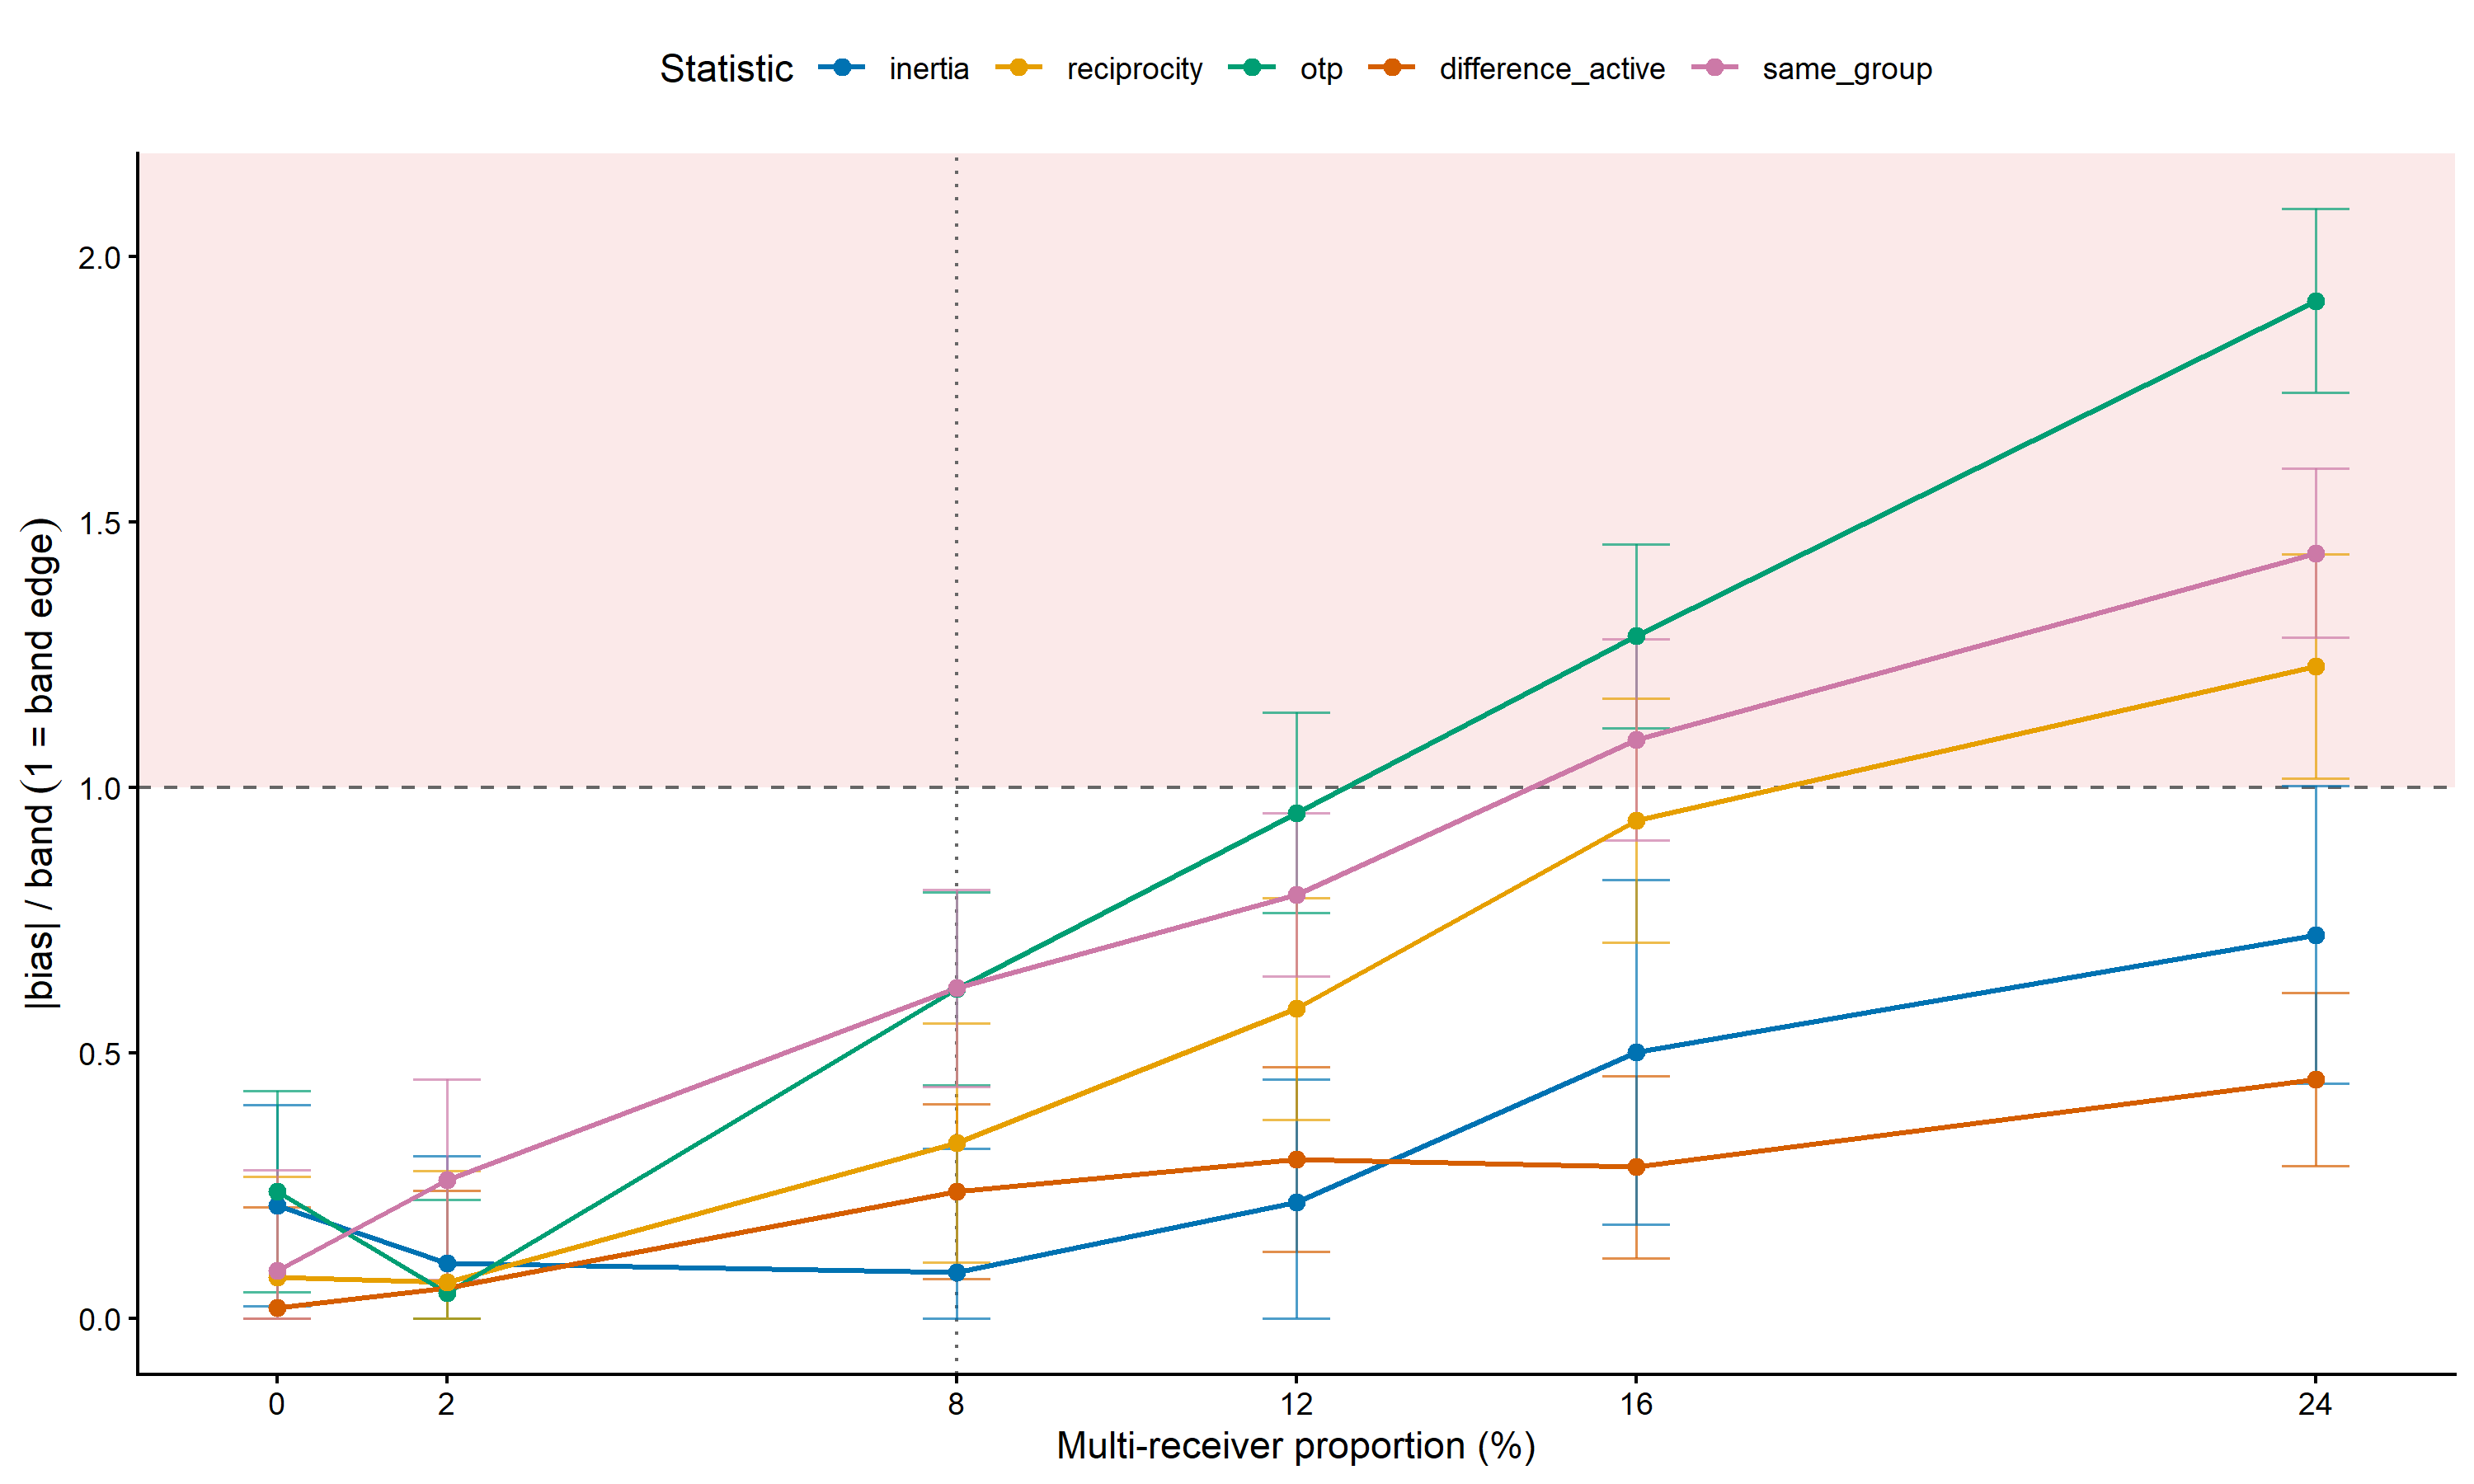 Statistic inertia reciprocity otp difference_active same_group
|bias| / band (1 = band edge)
2.0
1.5
1.0
0.5
0.0
0 2 8 12 16 24
Multi-receiver proportion (%)